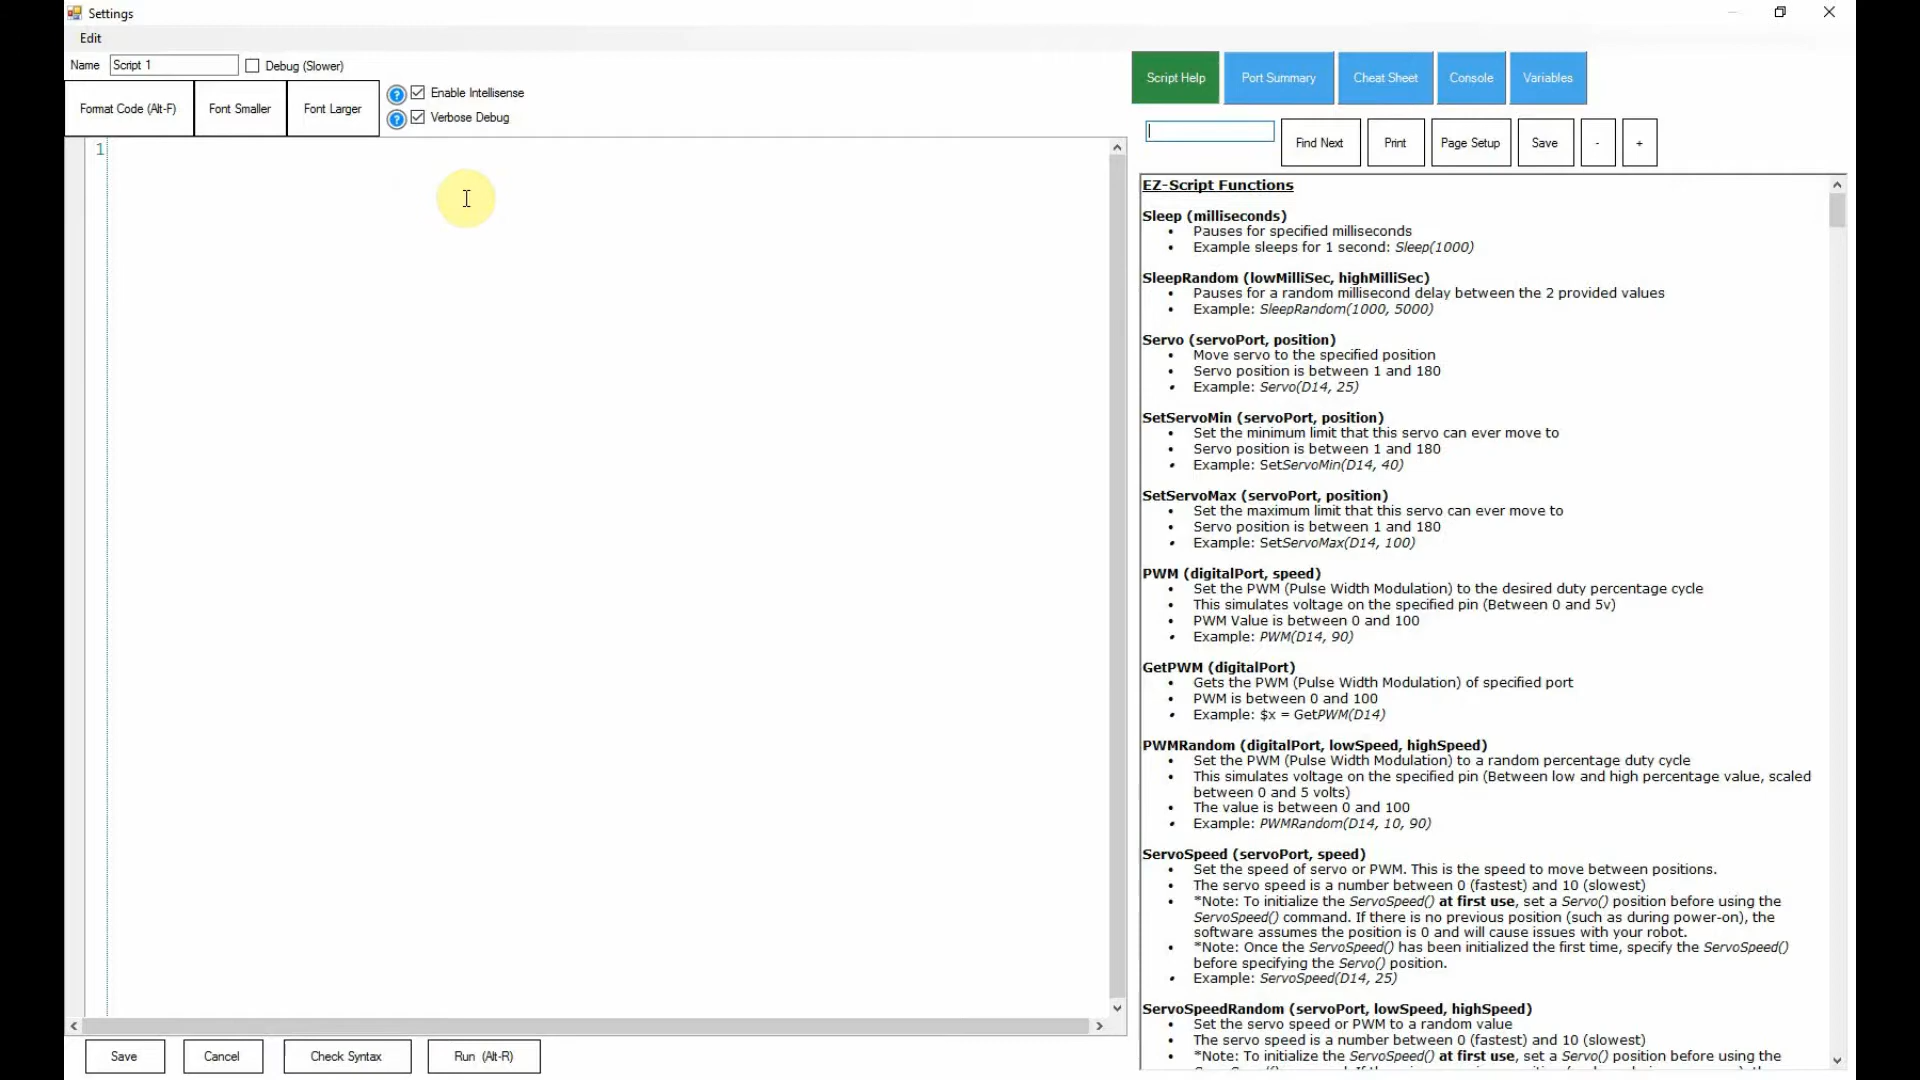 Settings
Edit
Name Script 1 Debug (Slower)
Format Code (Alt-F) Font Smaller Font Larger ? Enable Intellisense
? Verbose Debug
1
Save Cancel Check Syntax Run (Alt-R)
Script Help Port Summary Cheat Sheet Console Variables
Find Next Print Page Setup Save - +
EZ-Script Functions
Sleep (milliseconds)
• Pauses for specified milliseconds
• Example sleeps for 1 second: Sleep(1000)
SleepRandom (lowMilliSec, highMilliSec)
• Pauses for a random millisecond delay between the 2 provided values
• Example: SleepRandom(1000, 5000)
Servo (servoPort, position)
• Move servo to the specified position
• Servo position is between 1 and 180
• Example: Servo(D14, 25)
SetServoMin (servoPort, position)
• Set the minimum limit that this servo can ever move to
• Servo position is between 1 and 180
• Example: SetServoMin(D14, 40)
SetServoMax (servoPort, position)
• Set the maximum limit that this servo can ever move to
• Servo position is between 1 and 180
• Example: SetServoMax(D14, 100)
PWM (digitalPort, speed)
• Set the PWM (Pulse Width Modulation) to the desired duty percentage cycle
• This simulates voltage on the specified pin (Between 0 and 5v)
• PWM Value is between 0 and 100
• Example: PWM(D14, 90)
GetPWM (digitalPort)
• Gets the PWM (Pulse Width Modulation) of specified port
• PWM is between 0 and 100
• Example: $x = GetPWM(D14)
PWMRandom (digitalPort, lowSpeed, highSpeed)
• Set the PWM (Pulse Width Modulation) to a random percentage duty cycle
• This simulates voltage on the specified pin (Between low and high percentage value, scaled
between 0 and 5 volts)
• The value is between 0 and 100
• Example: PWMRandom(D14, 10, 90)
ServoSpeed (servoPort, speed)
• Set the speed of servo or PWM. This is the speed to move between positions.
• The servo speed is a number between 0 (fastest) and 10 (slowest)
• *Note: To initialize the ServoSpeed() at first use, set a Servo() position before using the
ServoSpeed() command. If there is no previous position (such as during power-on), the
software assumes the position is 0 and will cause issues with your robot.
• *Note: Once the ServoSpeed() has been initialized the first time, specify the ServoSpeed()
before specifying the Servo() position.
• Example: ServoSpeed(D14, 25)
ServoSpeedRandom (servoPort, lowSpeed, highSpeed)
• Set the servo speed or PWM to a random value
• The servo speed is a number between 0 (fastest) and 10 (slowest)
• *Note: To initialize the ServoSpeed() at first use, set a Servo() position before using the